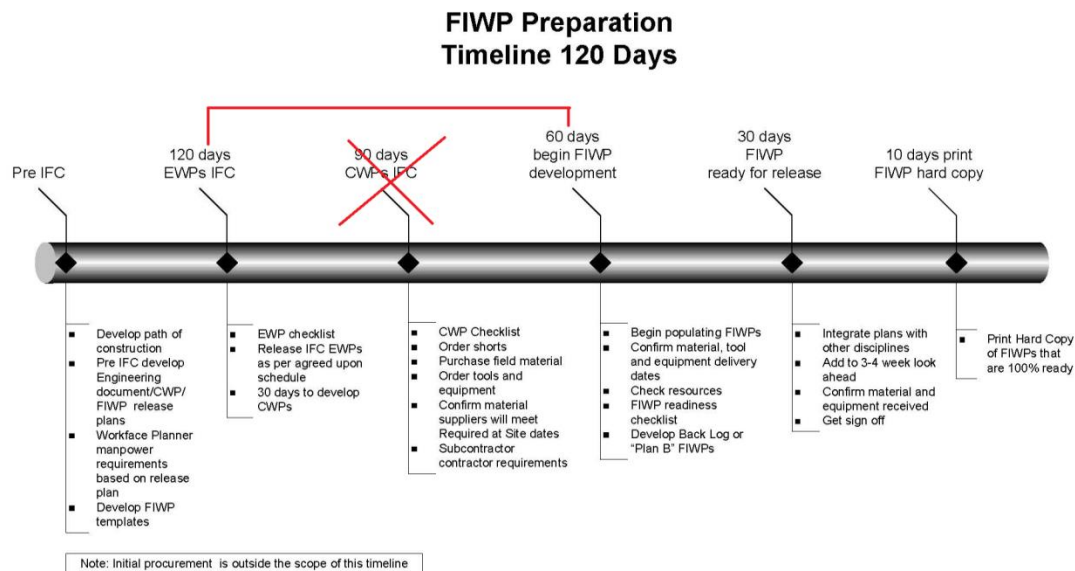 FIWP Preparation
Timeline 120 Days
Pre IFC
120 days
EWPs IFC
90 days
CWPs IFC
60 days
begin FIWP
development
30 days
FIWP
ready for release
10 days print
FIWP hard copy
Develop path of
construction
Pre IFC develop
Engineering
document/CWP/
FIWP release
plans
Workface Planner
manpower
requirements
based on release
plan
Develop FIWP
templates
EWP checklist
Release IFC EWPs
as per agreed upon
schedule
30 days to develop
CWPs
CWP Checklist
Order shorts
Purchase field material
Order tools and
equipment
Confirm material
suppliers will meet
Required at Site dates
Subcontractor
contractor requirements
Begin populating FIWPs
Confirm material, tool
and equipment delivery
dates
Check resources
FIWP readiness
checklist
Develop Back Log or
“Plan B” FIWPs
Integrate plans with
other disciplines
Add to 3-4 week look
ahead
Confirm material and
equipment received
Get sign off
Print Hard Copy
of FIWPs that
are 100% ready
Note: Initial procurement is outside the scope of this timeline